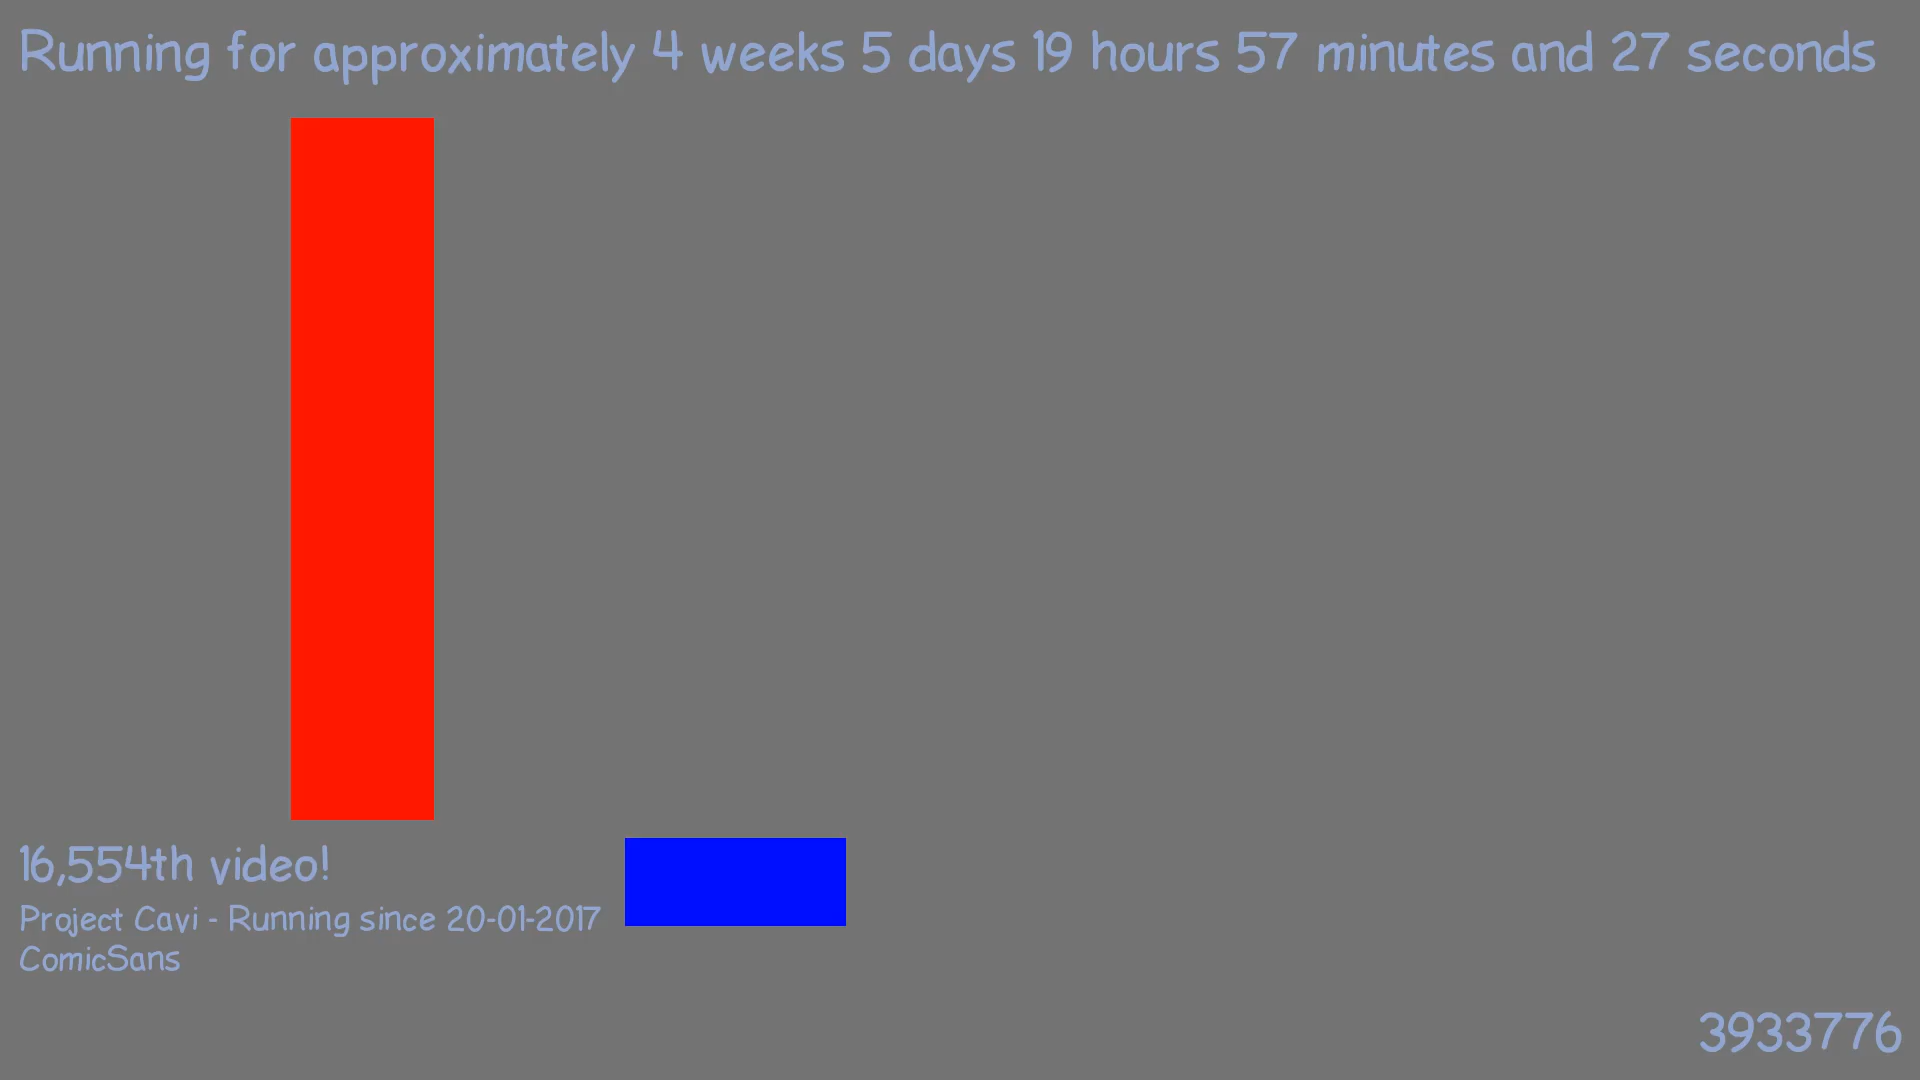 Running for approximately 4 weeks 5 days 19 hours 57 minutes and 27 seconds
16,554th video!
Project Cavi - Running since 20-01-2017
ComicSans
3933776